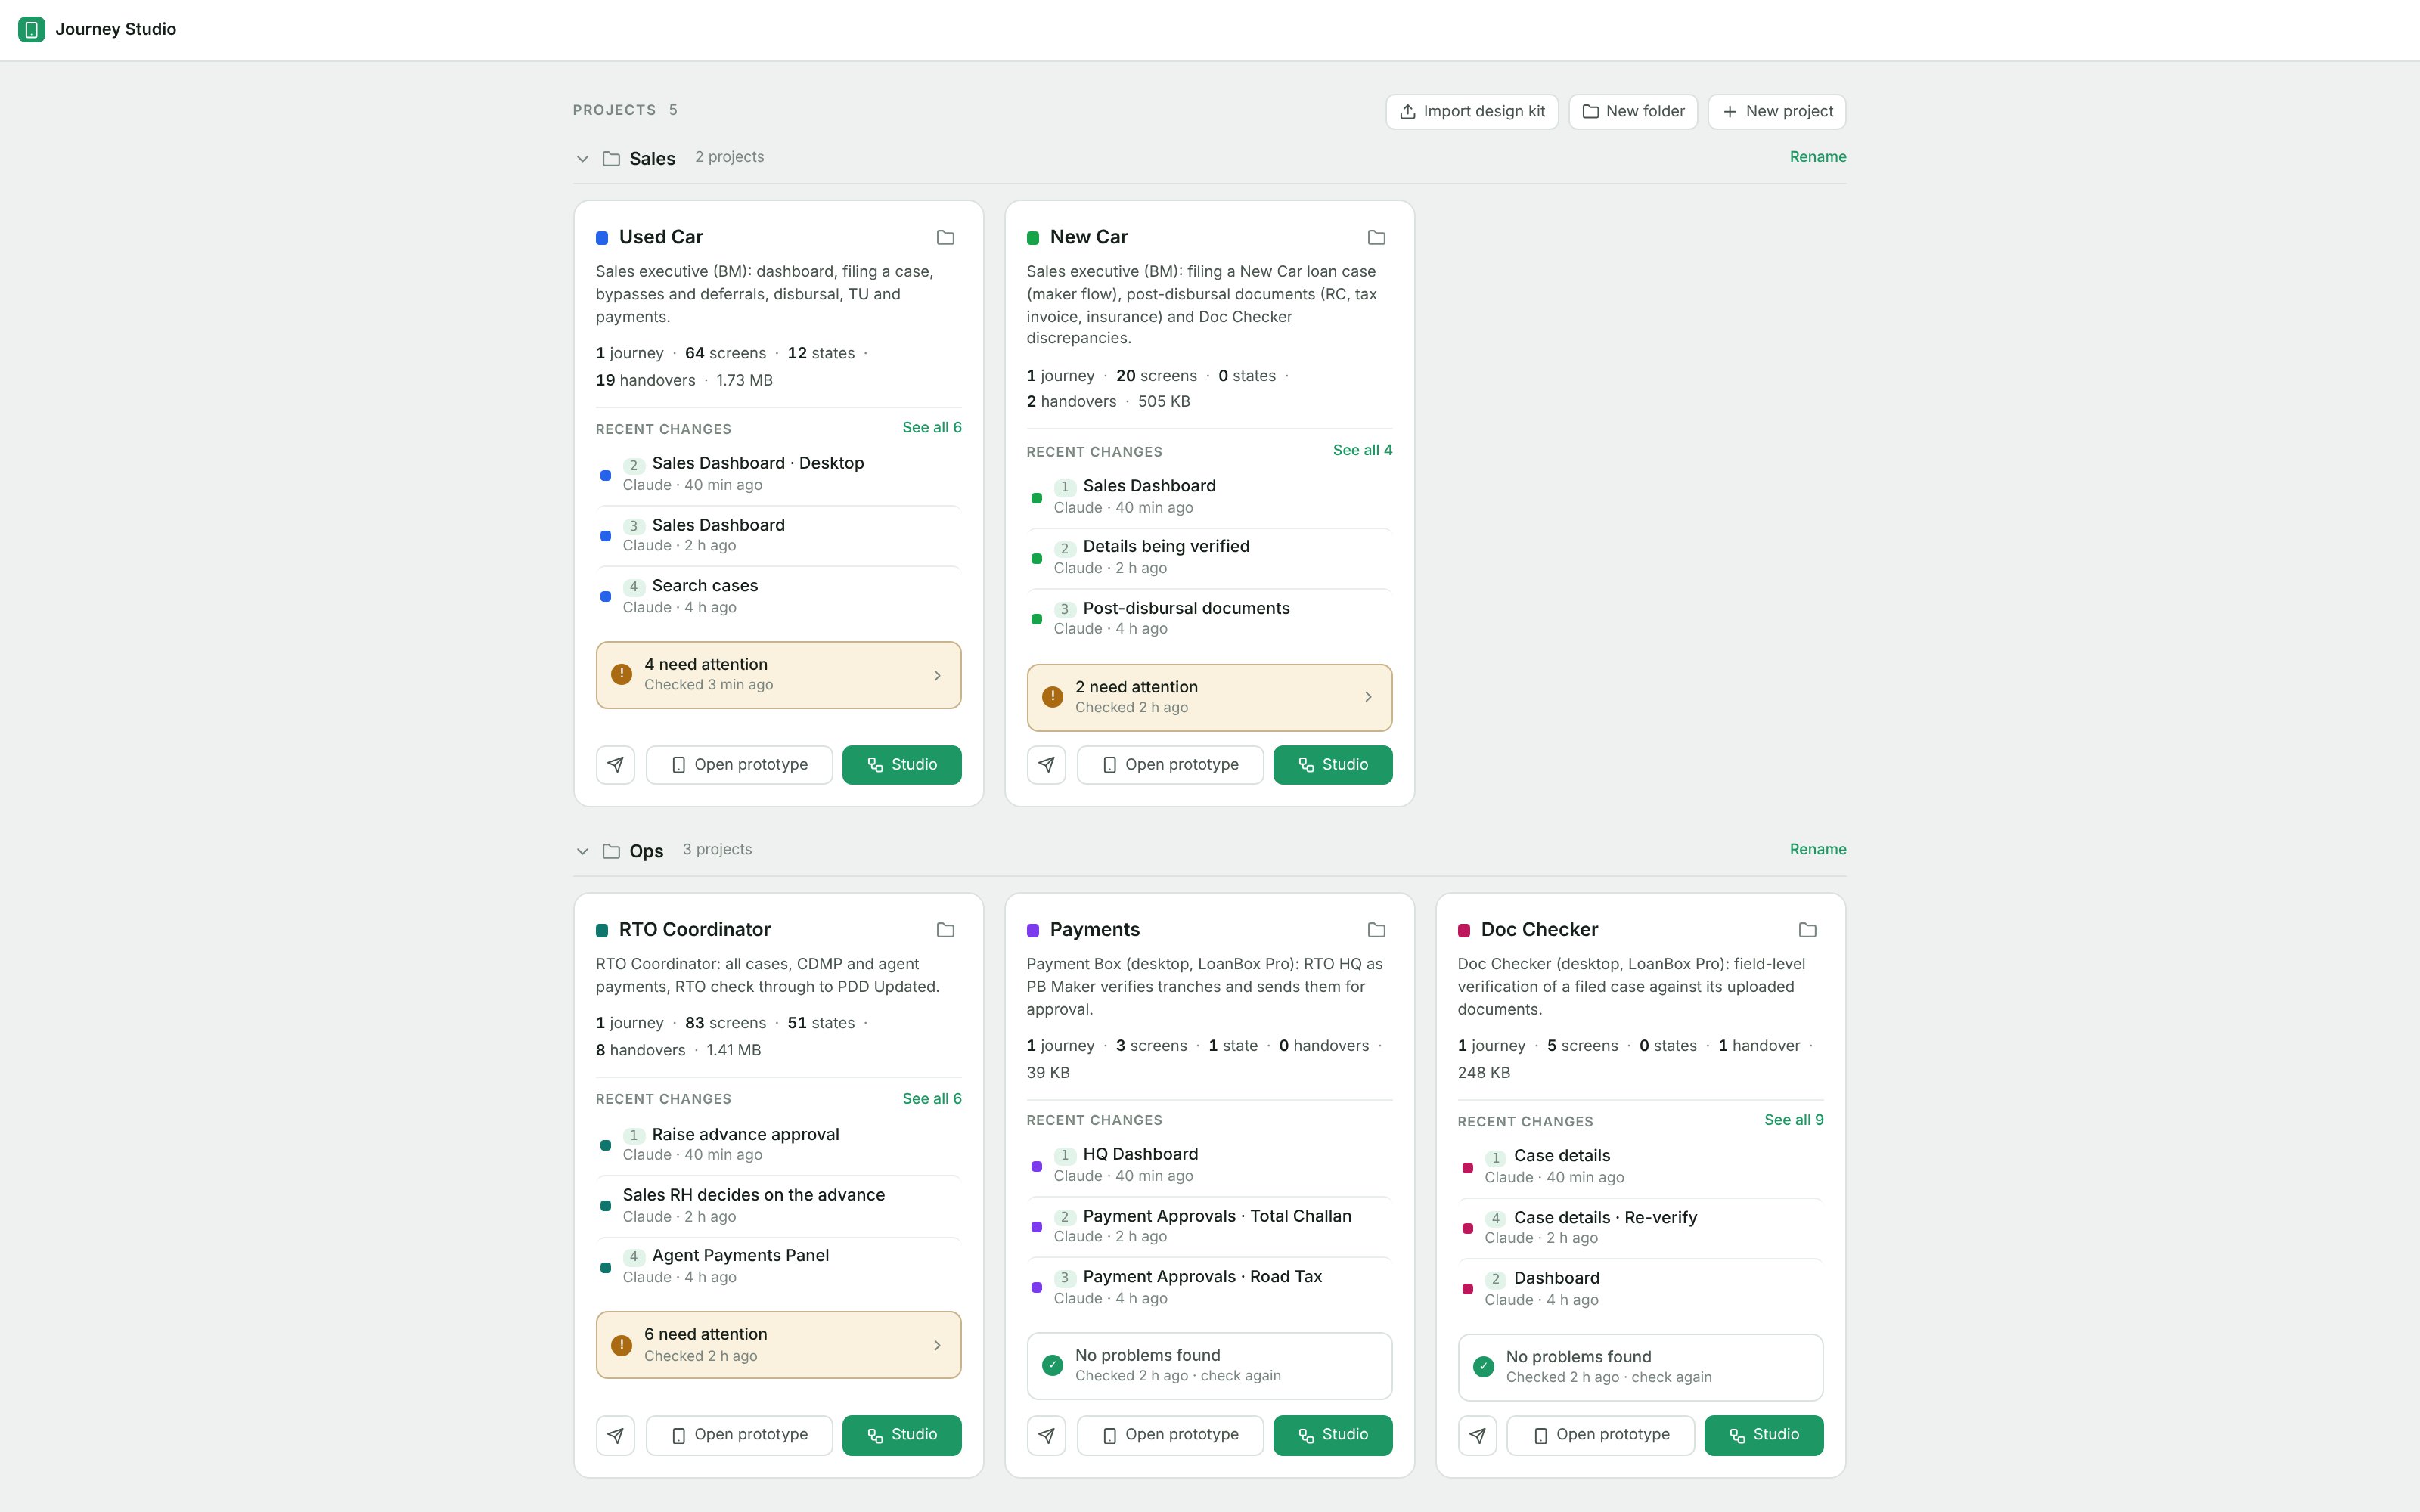 Journey Studio
PROJECTS 5
Import design kit
New folder
New project
Sales 2 projects
Rename
Used Car
Sales executive (BM): dashboard, filing a case,
bypasses and deferrals, disbursal, TU and
payments.
1 journey · 64 screens · 12 states ·
19 handovers · 1.73 MB
RECENT CHANGES
See all 6
2 Sales Dashboard · Desktop
Claude · 40 min ago
3 Sales Dashboard
Claude · 2 h ago
4 Search cases
Claude · 4 h ago
! 4 need attention
Checked 3 min ago
Open prototype
Studio
New Car
Sales executive (BM): filing a New Car loan case
(maker flow), post-disbursal documents (RC, tax
invoice, insurance) and Doc Checker
discrepancies.
1 journey · 20 screens · 0 states ·
2 handovers · 505 KB
RECENT CHANGES
See all 4
1 Sales Dashboard
Claude · 40 min ago
2 Details being verified
Claude · 2 h ago
3 Post-disbursal documents
Claude · 4 h ago
! 2 need attention
Checked 2 h ago
Open prototype
Studio
Ops 3 projects
Rename
RTO Coordinator
RTO Coordinator: all cases, CDMP and agent
payments, RTO check through to PDD Updated.
1 journey · 83 screens · 51 states ·
8 handovers · 1.41 MB
RECENT CHANGES
See all 6
1 Raise advance approval
Claude · 40 min ago
Sales RH decides on the advance
Claude · 2 h ago
4 Agent Payments Panel
Claude · 4 h ago
! 6 need attention
Checked 2 h ago
Open prototype
Studio
Payments
Payment Box (desktop, LoanBox Pro): RTO HQ as
PB Maker verifies tranches and sends them for
approval.
1 journey · 3 screens · 1 state · 0 handovers ·
39 KB
RECENT CHANGES
1 HQ Dashboard
Claude · 40 min ago
2 Payment Approvals · Total Challan
Claude · 2 h ago
3 Payment Approvals · Road Tax
Claude · 4 h ago
✓ No problems found
Checked 2 h ago · check again
Open prototype
Studio
Doc Checker
Doc Checker (desktop, LoanBox Pro): field-level
verification of a filed case against its uploaded
documents.
1 journey · 5 screens · 0 states · 1 handover ·
248 KB
RECENT CHANGES
See all 9
1 Case details
Claude · 40 min ago
4 Case details · Re-verify
Claude · 2 h ago
2 Dashboard
Claude · 4 h ago
✓ No problems found
Checked 2 h ago · check again
Open prototype
Studio